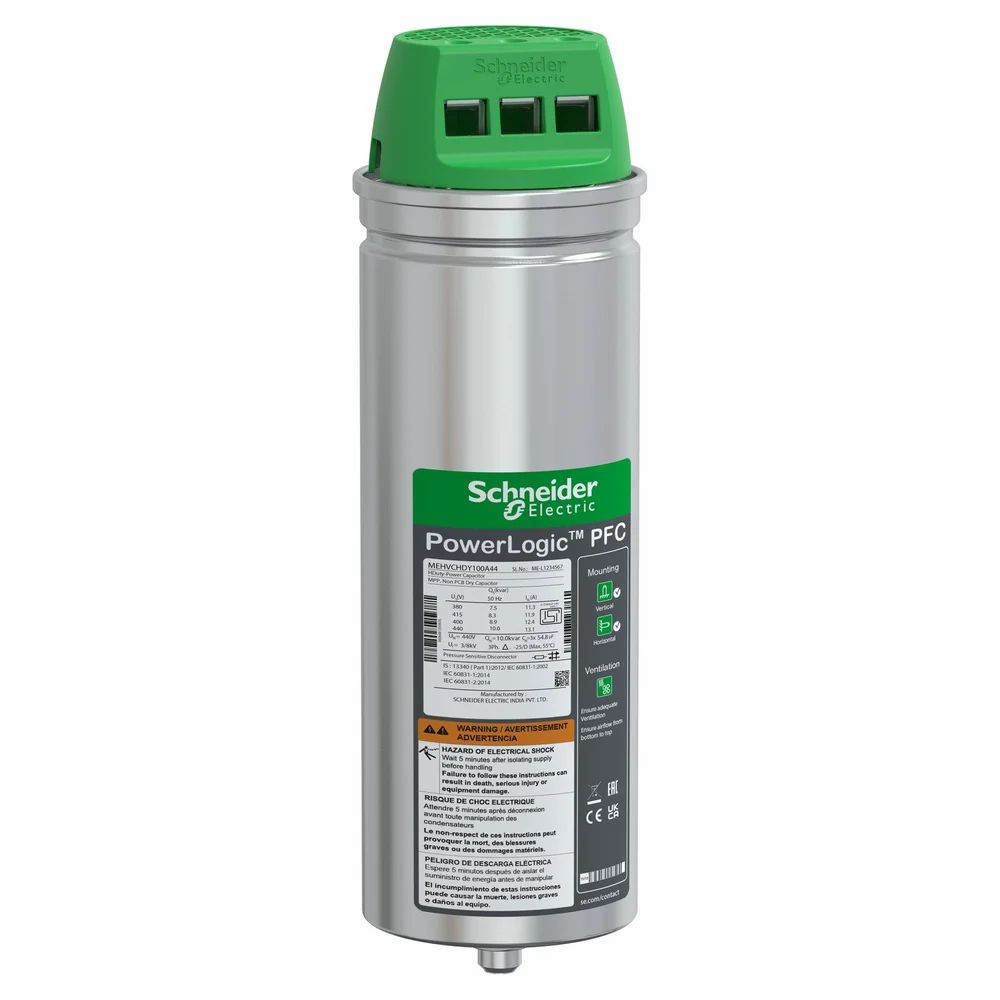 Schneider
Electric
Schneider
Electric
PowerLogic™ PFC
MEHVCHDY100A44 SL.No.: ME-L1234567
HDuty-Power Capacitor
MPP, Non PCB Dry Capacitor
Qₙ(kvar)
Uₙ(V) 50 Hz Iₙ(A)
380 7.5 11.3
415 8.3 11.9
400 8.9 12.4
440 10.0 13.1
Uₙ= 440V Qₙ=10.0kvar Cₙ=3x 54.8µF
Uᵢ= 3/8kV 3Ph. Δ -25/D (Max, 55°C)
Pressure Sensitive Disconnector
IS : 13340 ( Part 1):2012/ IEC 60831-1:2002
IEC 60831-1:2014
IEC 60831-2:2014
Manufactured by :
SCHNEIDER ELECTRIC INDIA PVT. LTD.
Mounting
Vertical
Horizontal
Ventilation
Ensure adequate
Ventilation
Ensure airflow from
bottom to top
WARNING / AVERTISSEMENT
ADVERTENCIA
HAZARD OF ELECTRICAL SHOCK
Wait 5 minutes after isolating supply
before handling
Failure to follow these instructions can
result in death, serious injury or
equipment damage.
RISQUE DE CHOC ELECTRIQUE
Attendre 5 minutes après déconnexion
avant toute manipulation des
condensateurs
Le non-respect de ces instructions peut
provoquer la mort, des blessures
graves ou des dommages matériels.
PELIGRO DE DESCARGA ELÉCTRICA
Espere 5 minutos después de aislar el
suministro de energía antes de manipular
El incumplimiento de estas instrucciones
puede causar la muerte, lesiones graves
o daños al equipo.
EAC
CE UK
CA
se.com/contact